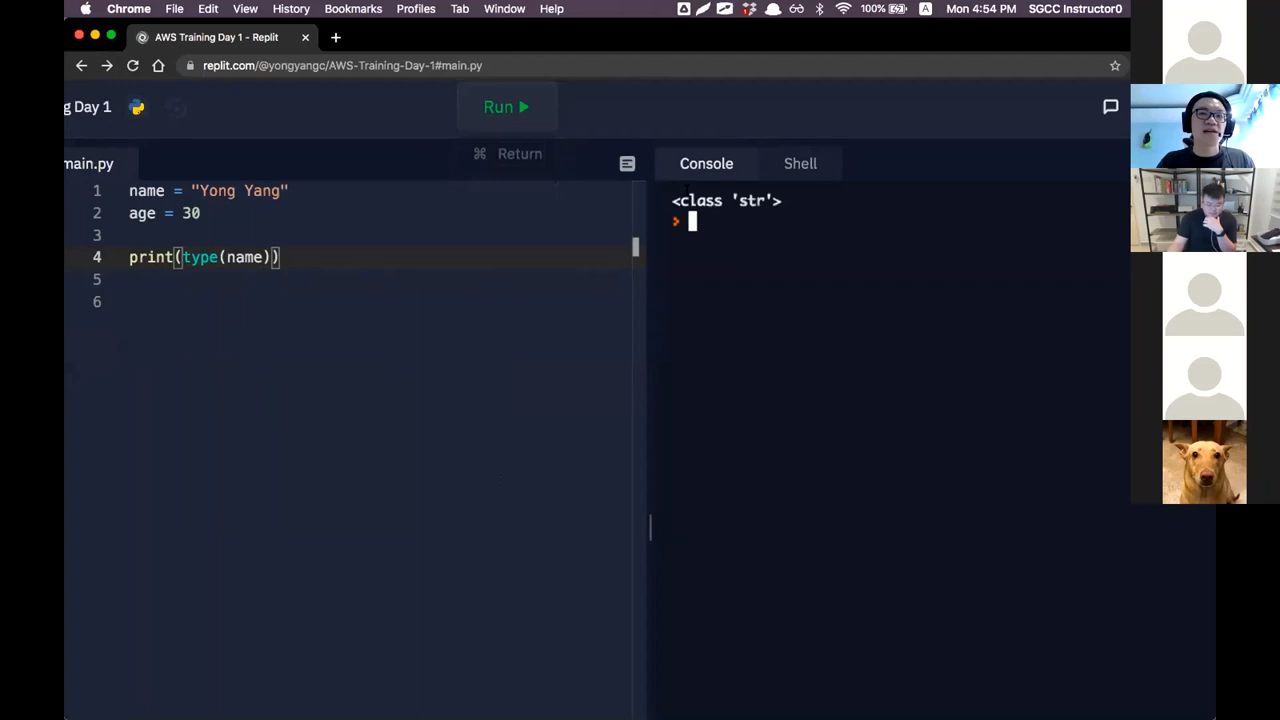 Chrome File Edit View History Bookmarks Profiles Tab Window Help 100% A Mon 4:54 PM SGCC Instructor0
AWS Training Day 1 - Replit
replit.com/@yongyangc/AWS-Training-Day-1#main.py
g Day 1
Run
⌘ Return
main.py
Console Shell
1 name = "Yong Yang"
2 age = 30
3
4 print(type(name))
5
6
<class 'str'>
>